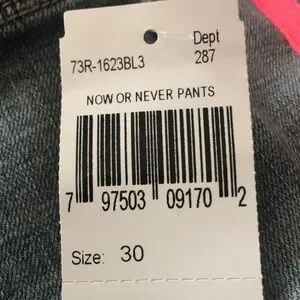 Dept
73R-1623BL3 287
NOW OR NEVER PANTS
7 97503 09170 2
Size: 30